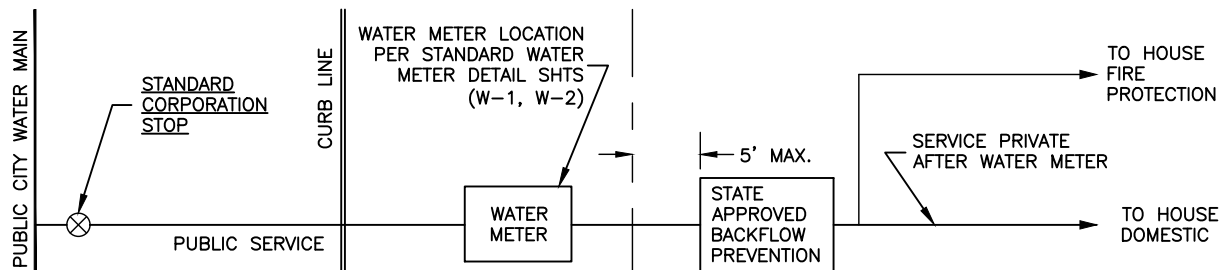 PUBLIC CITY WATER MAIN
STANDARD
CORPORATION
STOP
PUBLIC SERVICE
CURB LINE
WATER METER LOCATION
PER STANDARD WATER
METER DETAIL SHTS
(W-1, W-2)
WATER
METER
5' MAX.
STATE
APPROVED
BACKFLOW
PREVENTION
SERVICE PRIVATE
AFTER WATER METER
TO HOUSE
FIRE
PROTECTION
TO HOUSE
DOMESTIC